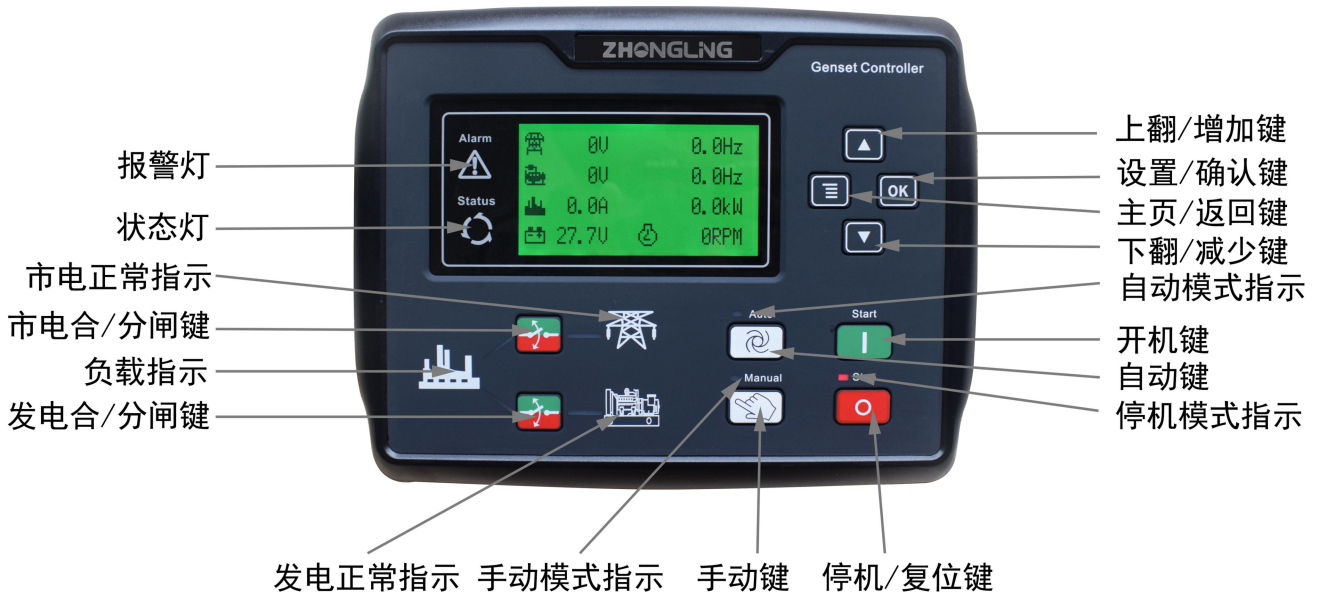 ZHONGLING
Genset Controller
Alarm
Status
0V 0.0Hz
0V 0.0Hz
0.0A 0.0kW
27.7V 0RPM
OK
Auto
Start
Manual
报警灯
状态灯
市电正常指示
市电合/分闸键
负载指示
发电合/分闸键
上翻/增加键
设置/确认键
主页/返回键
下翻/减少键
自动模式指示
开机键
自动键
停机模式指示
发电正常指示 手动模式指示 手动键 停机/复位键